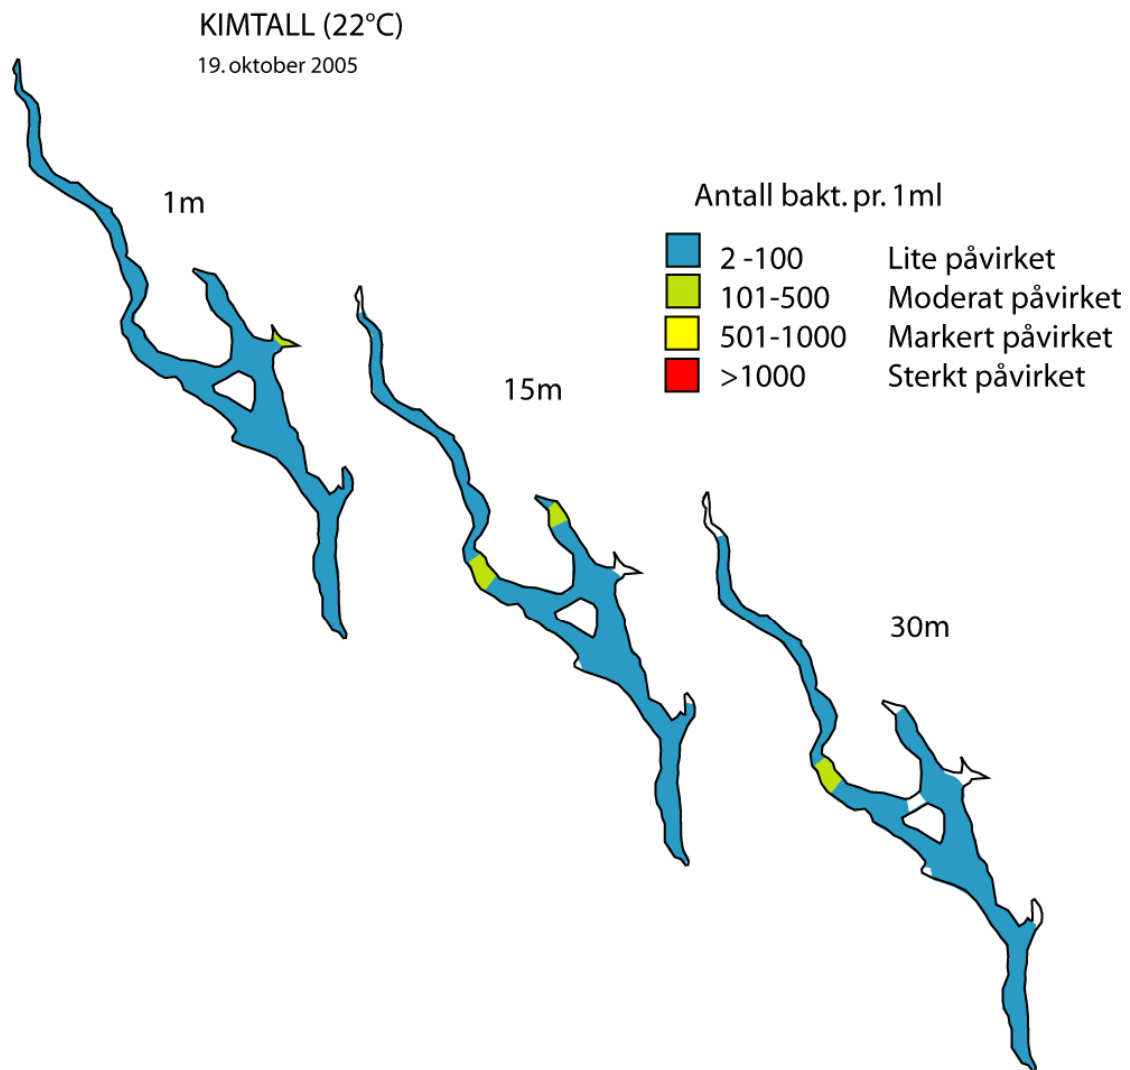 KIMTALL (22°C)
19. oktober 2005
1m
Antall bakt. pr. 1ml
2 -100 Lite påvirket
101-500 Moderat påvirket
501-1000 Markert påvirket
>1000 Sterkt påvirket
15m
30m